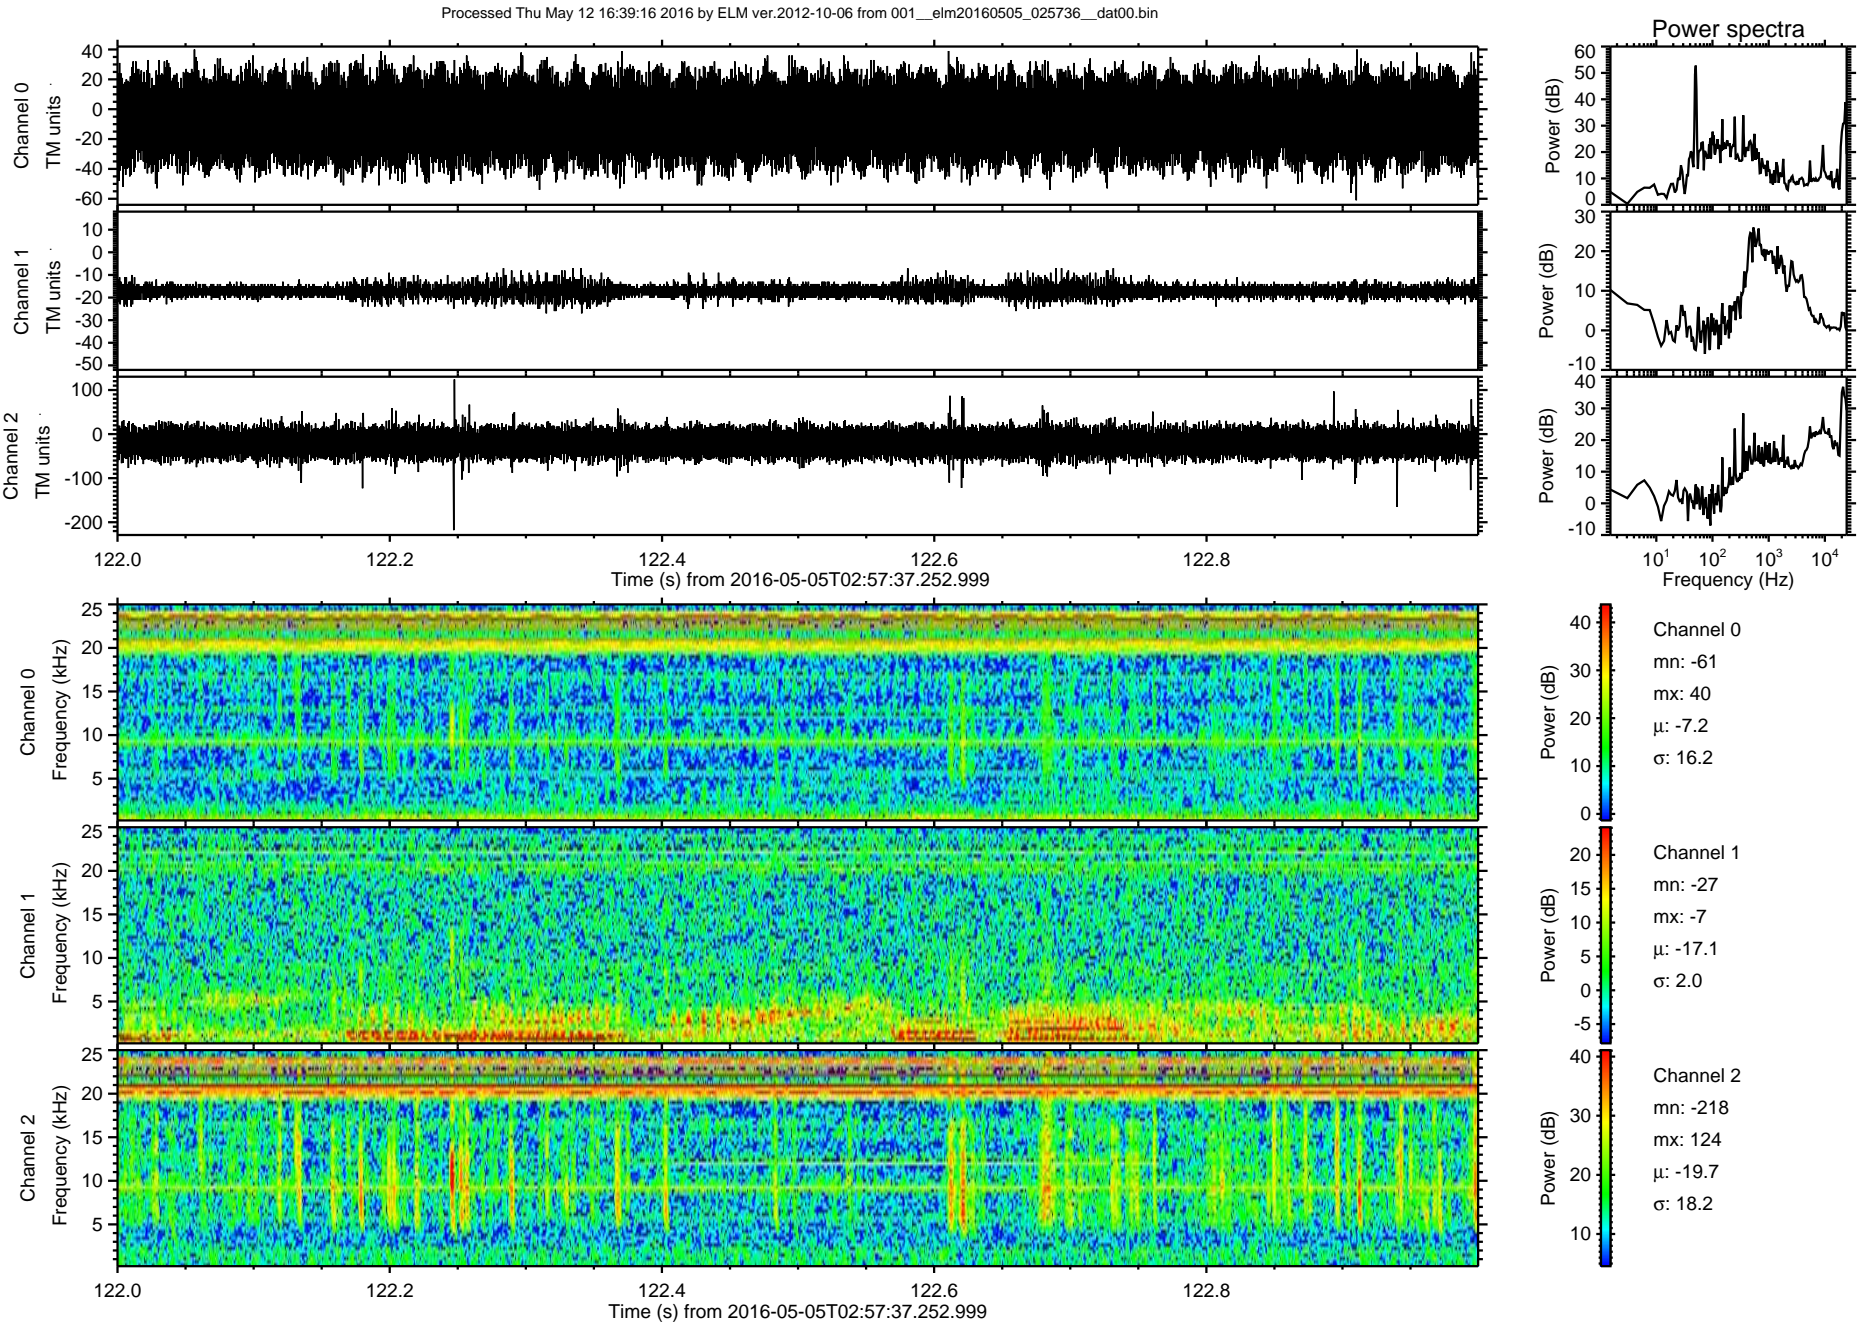 Processed Thu May 12 16:39:16 2016 by ELM ver.2012-10-06 from 001__elm20160505_025736__dat00.bin
Power spectra
Channel 0
TM units
40
20
0
-20
-40
-60
Power (dB)
60
50
40
30
20
10
0
Channel 1
TM units
10
0
-10
-20
-30
-40
-50
Power (dB)
30
20
10
0
-10
Channel 2
TM units
100
0
-100
-200
Power (dB)
40
30
20
10
0
-10
122.0 122.2 122.4 122.6 122.8
Time (s) from 2016-05-05T02:57:37.252.999
10¹ 10² 10³ 10⁴
Frequency (Hz)
Channel 0
Frequency (kHz)
25
20
15
10
5
Power (dB)
40
30
20
10
0
Channel 0
mn: -61
mx: 40
μ: -7.2
σ: 16.2
Channel 1
Frequency (kHz)
25
20
15
10
5
Power (dB)
20
15
10
5
0
-5
Channel 1
mn: -27
mx: -7
μ: -17.1
σ: 2.0
Channel 2
Frequency (kHz)
25
20
15
10
5
Power (dB)
40
30
20
10
Channel 2
mn: -218
mx: 124
μ: -19.7
σ: 18.2
122.0 122.2 122.4 122.6 122.8
Time (s) from 2016-05-05T02:57:37.252.999